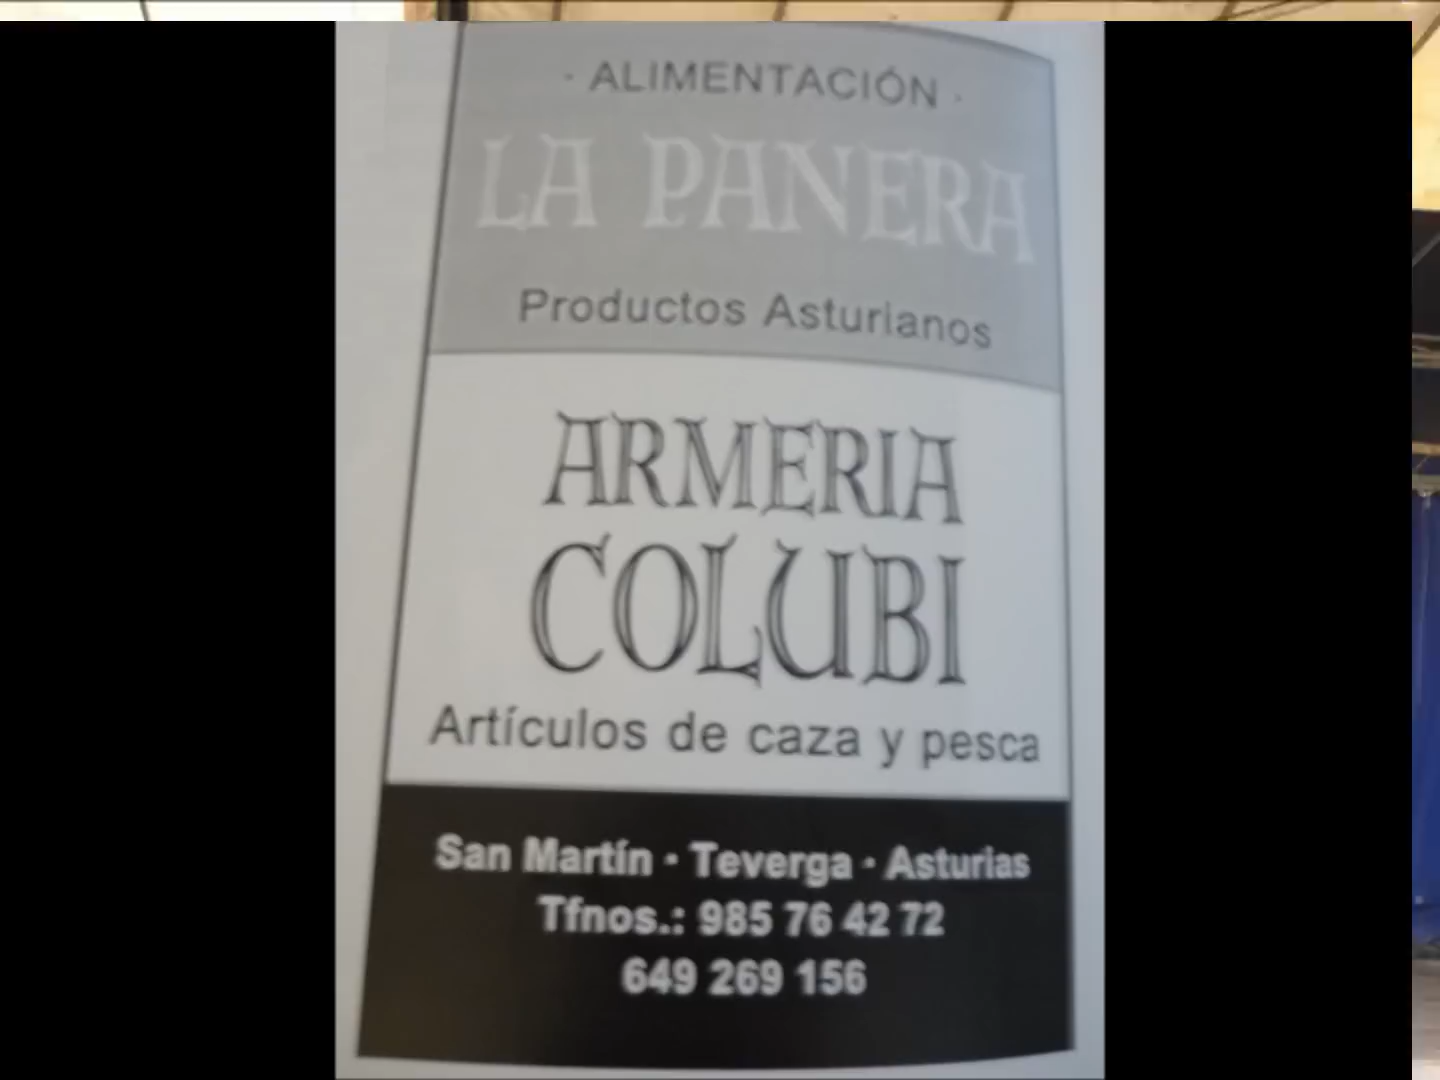 · ALIMENTACIÓN ·
LA PANERA
Productos Asturianos
ARMERIA
COLUBI
Artículos de caza y pesca
San Martín · Teverga · Asturias
Tfnos.: 985 76 42 72
649 269 156